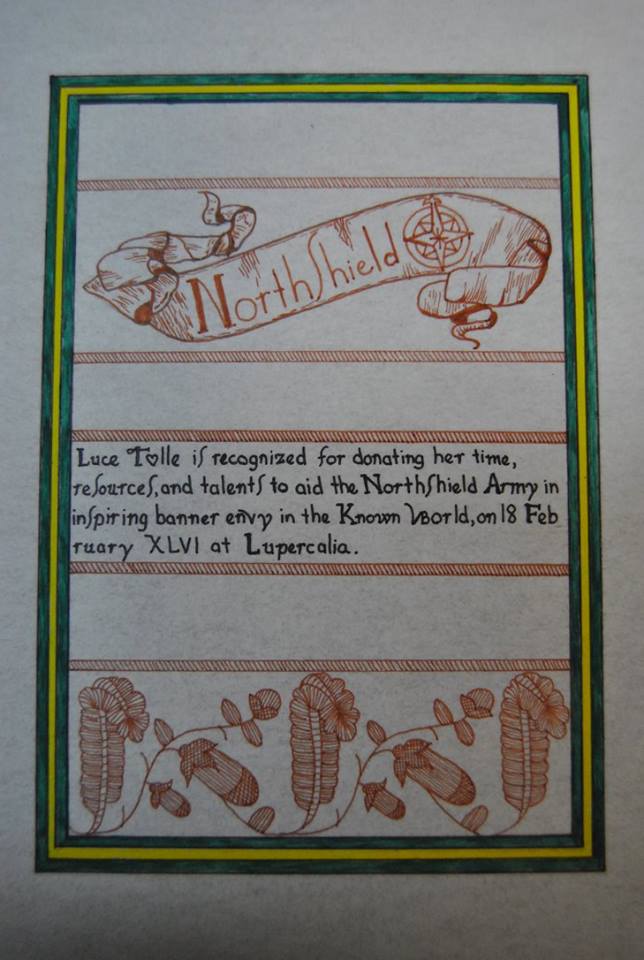 Northſhield
Luce Tolle iſ recognized for donating her time,
reſourceſ, and talentſ to aid the Northſhield Army in
inſpiring banner envy in the Known World, on 18 Feb
ruary XLVI at Lupercalia.